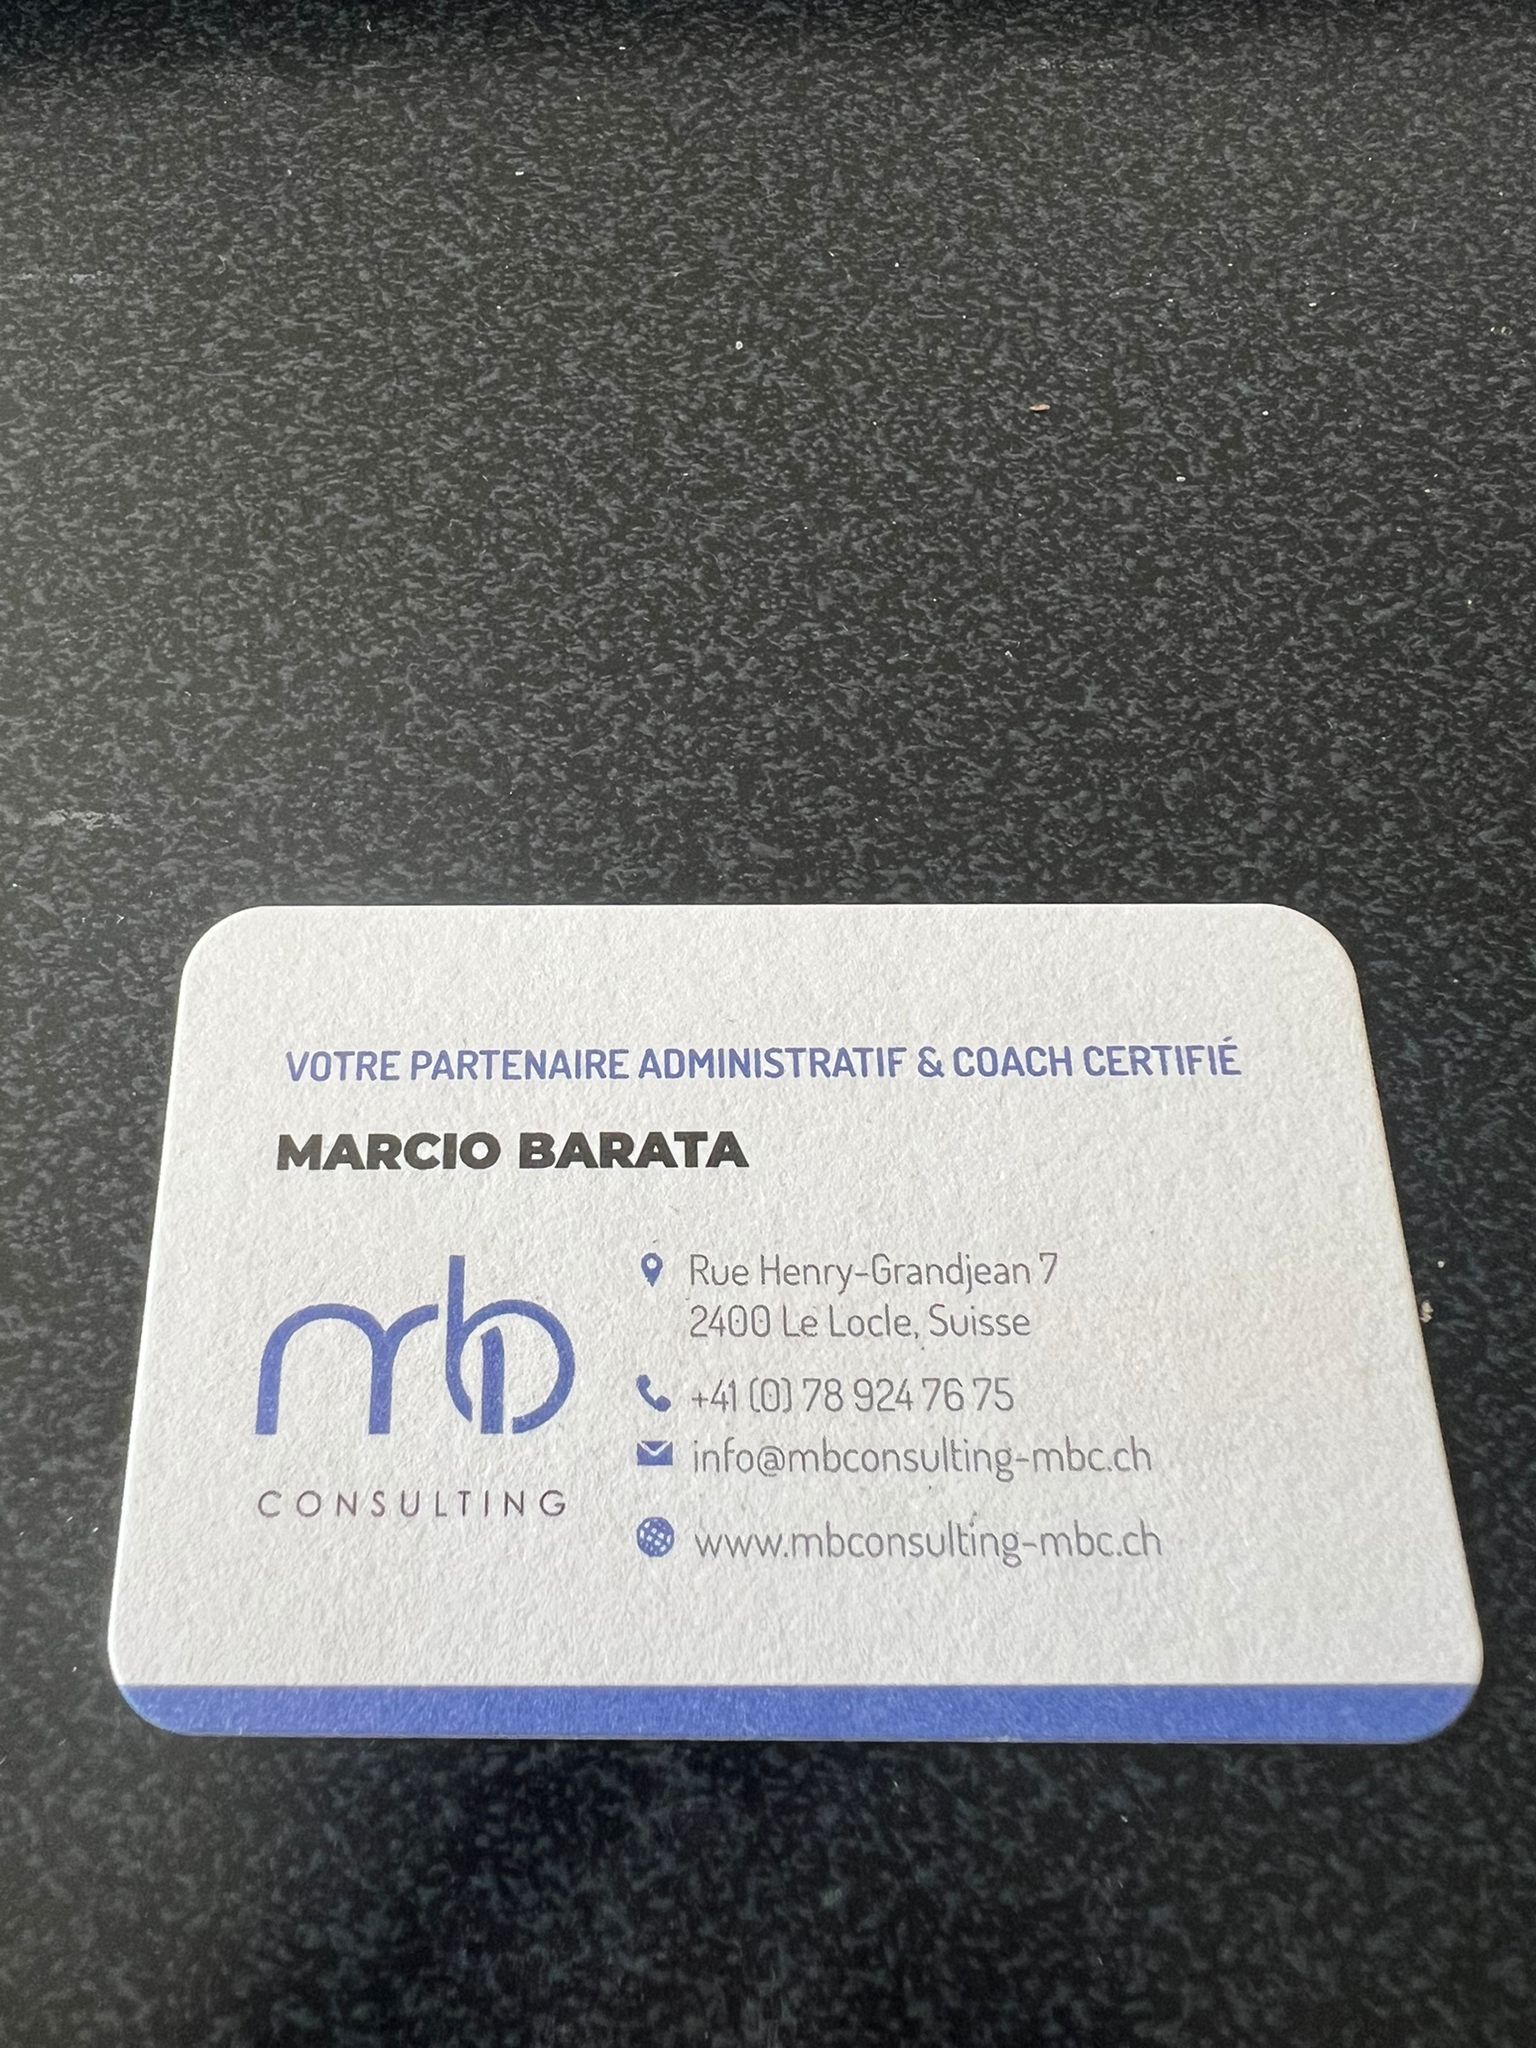 VOTRE PARTENAIRE ADMINISTRATIF & COACH CERTIFIÉ
MARCIO BARATA
mb
CONSULTING
Rue Henry-Grandjean 7
2400 Le Locle, Suisse
+41 (0) 78 924 76 75
info@mbconsulting-mbc.ch
www.mbconsulting-mbc.ch